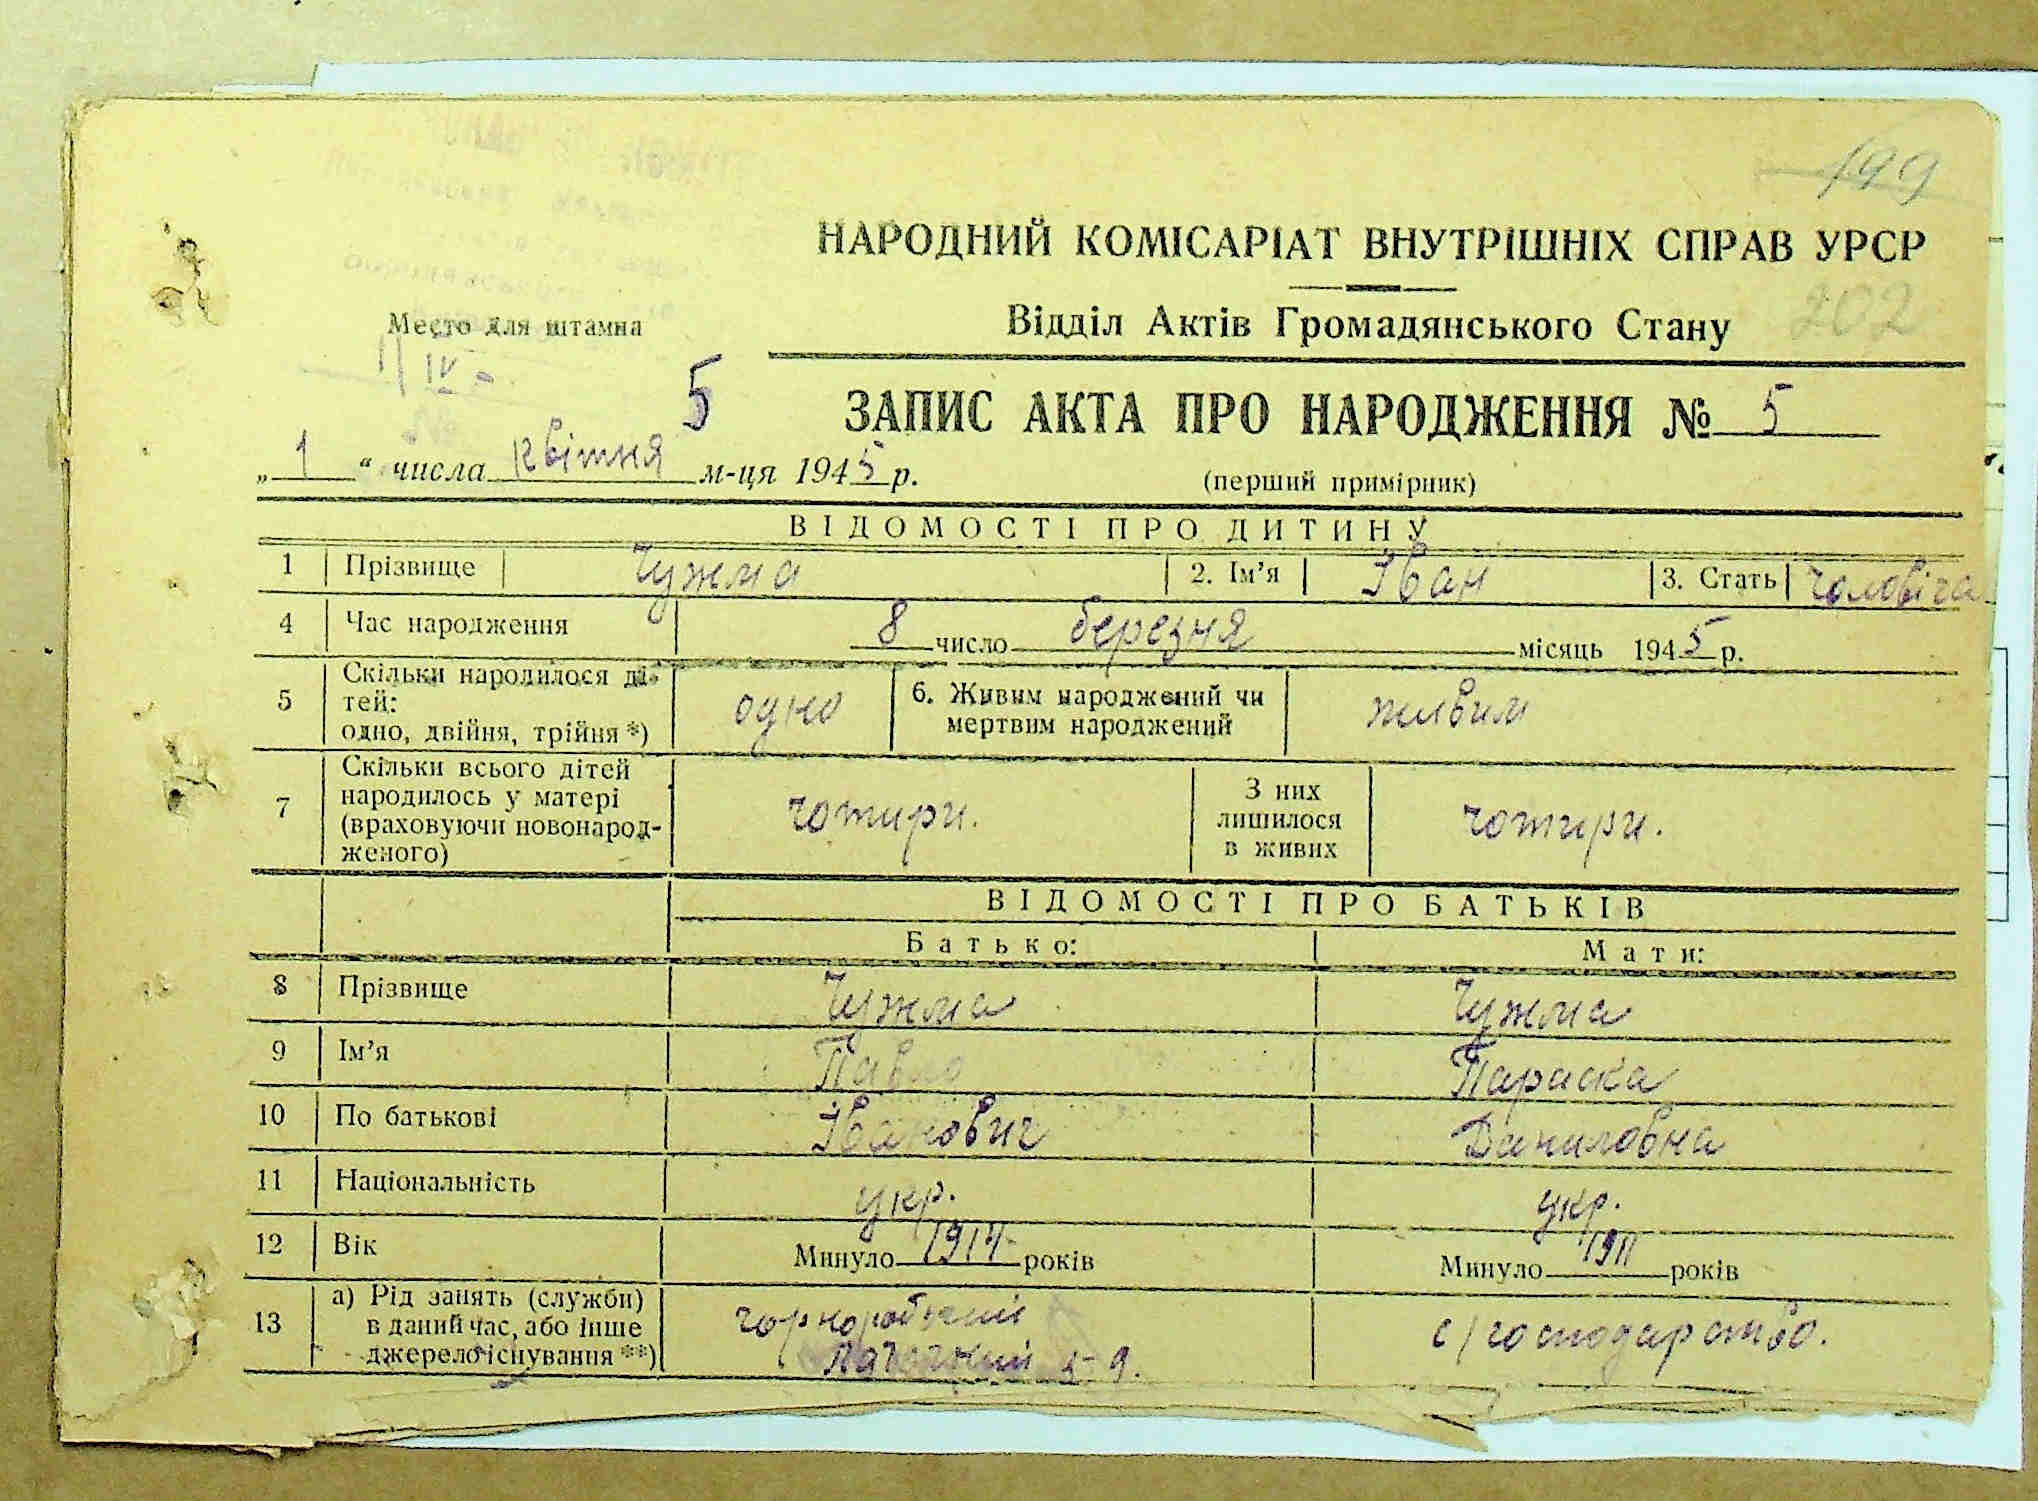 199
НАРОДНИЙ КОМІСАРІАТ ВНУТРІШНІХ СПРАВ УРСР
Место для штампа
Відділ Актів Громадянського Стану
202
IV
5
ЗАПИС АКТА ПРО НАРОДЖЕННЯ № 5
„1“ числа квітня м-ця 1945 р.
(перший примірник)
ВІДОМОСТІ ПРО ДИТИНУ
1 Прізвище Чужма 2. Ім’я Іван 3. Стать чоловіча
4 Час народження 8 число березня місяць 1945 р.
5 Скільки народилося ді-
тей:
одно, двійня, трійня *)
одно
6. Живим народжений чи
мертвим народжений
живим
7 Скільки всього дітей
народилось у матері
(враховуючи новонарод-
женого)
чотири.
З них
лишилося
в живих
чотири.
ВІДОМОСТІ ПРО БАТЬКІВ
Батько: Мати:
8 Прізвище Чужма Чужма
9 Ім’я Павло Параска
10 По батькові Іванович Даниловна
11 Національність укр. укр.
12 Вік Минуло 1914 років Минуло 1911 років
13 а) Рід занять (служби)
в даний час, або інше
джерело існування **)
чорноробочий
с/господарство.